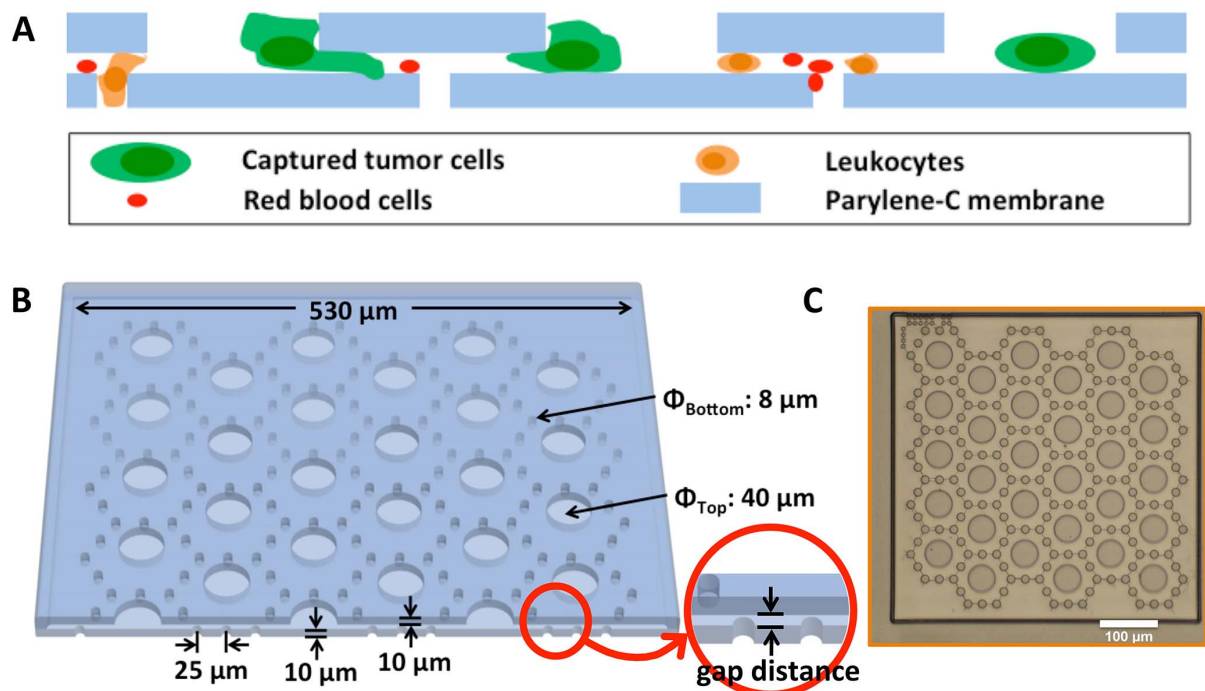 A
Captured tumor cells
Leukocytes
Red blood cells
Parylene-C membrane
B
530 µm
C
ΦBottom: 8 µm
ΦTop: 40 µm
25 µm
10 µm
10 µm
gap distance
100 µm